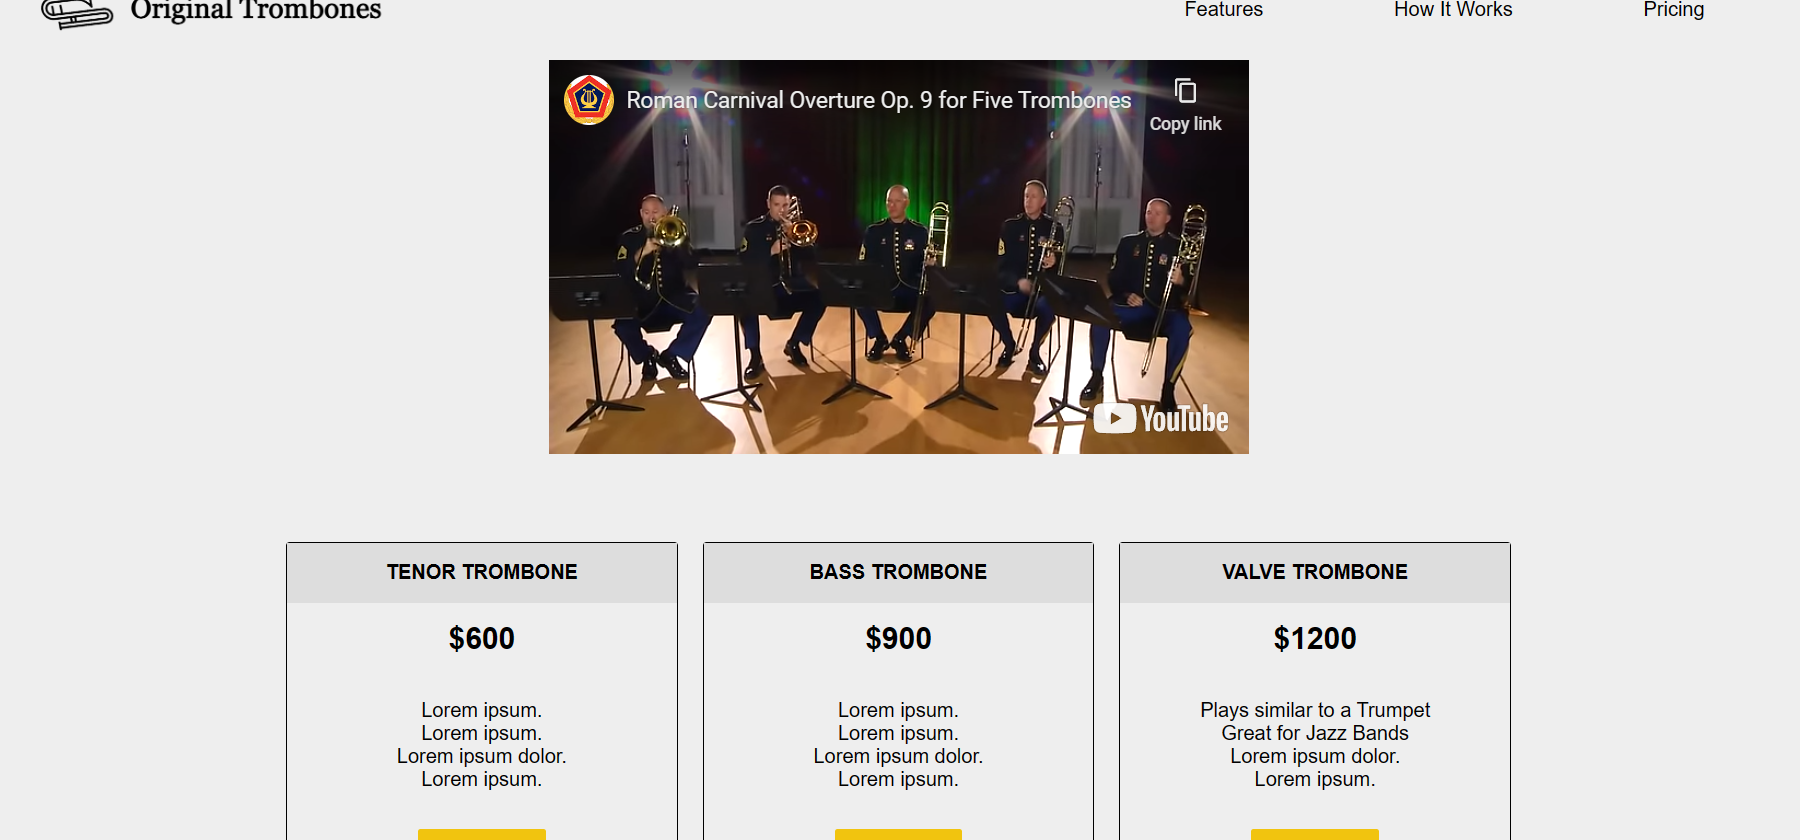 Original Trombones
Features
How It Works
Pricing
Roman Carnival Overture Op. 9 for Five Trombones
Copy link
YouTube
TENOR TROMBONE
$600
Lorem ipsum.
Lorem ipsum.
Lorem ipsum dolor.
Lorem ipsum.
BASS TROMBONE
$900
Lorem ipsum.
Lorem ipsum.
Lorem ipsum dolor.
Lorem ipsum.
VALVE TROMBONE
$1200
Plays similar to a Trumpet
Great for Jazz Bands
Lorem ipsum dolor.
Lorem ipsum.